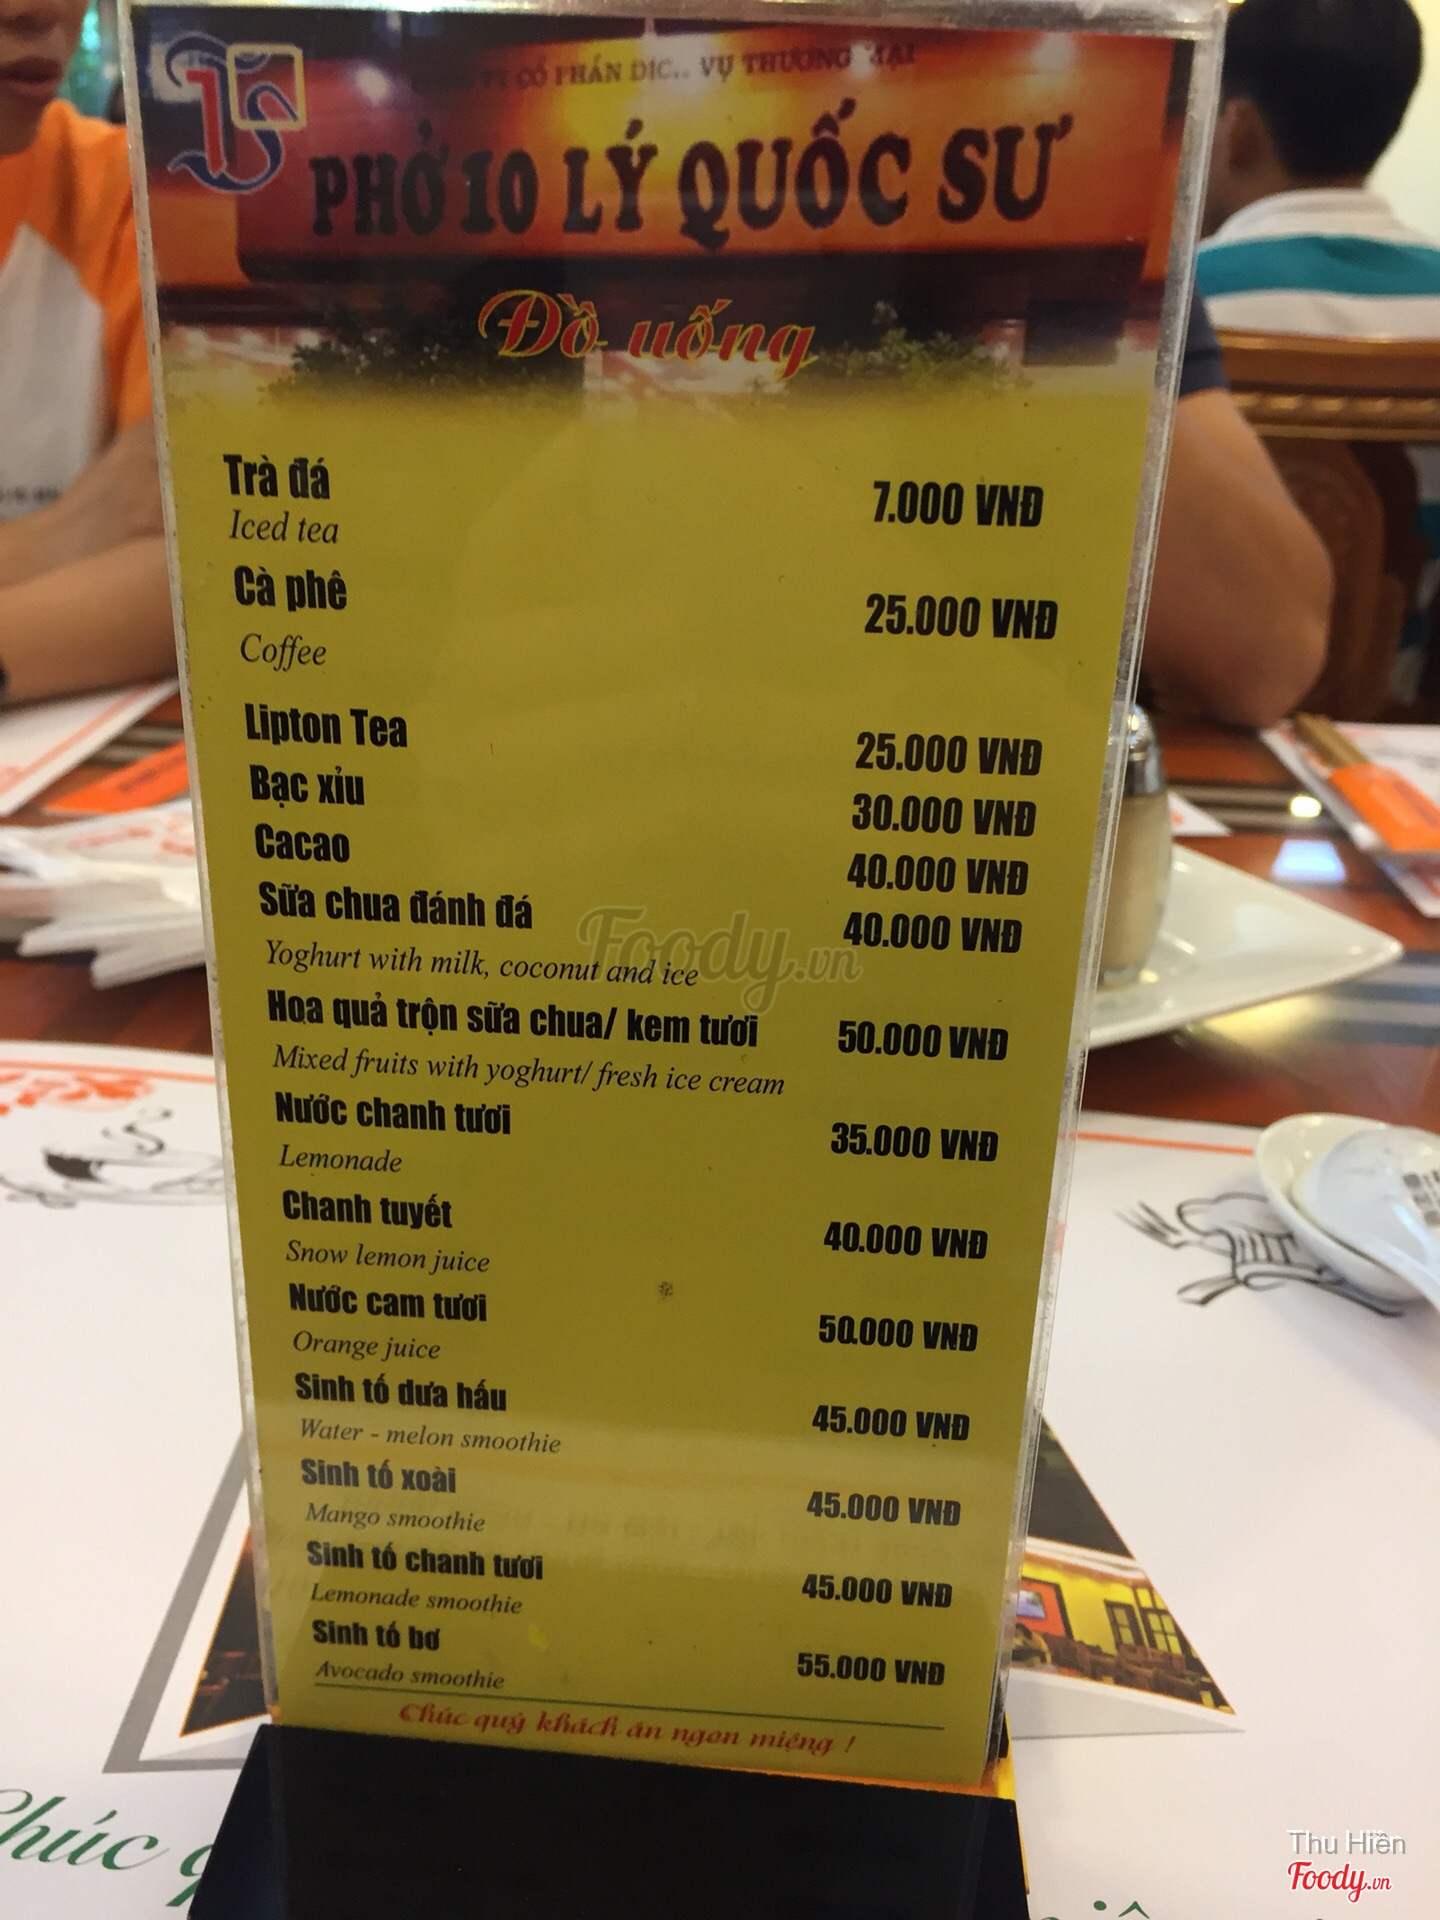 CỔ PHẦN VỤ THƯƠNG MẠI
PHỞ 10 LÝ QUỐC SƯ
Đồ uống
Trà đá 7.000 VNĐ
Iced tea
Cà phê 25.000 VNĐ
Coffee
Lipton Tea 25.000 VNĐ
Bạc xỉu 30.000 VNĐ
Cacao 40.000 VNĐ
Sữa chua đánh đá 40.000 VNĐ
Yoghurt with milk, coconut and ice
Hoa quả trộn sữa chua/ kem tươi 50.000 VNĐ
Mixed fruits with yoghurt/ fresh ice cream
Nước chanh tươi 35.000 VNĐ
Lemonade
Chanh tuyết 40.000 VNĐ
Snow lemon juice
Nước cam tươi 50.000 VNĐ
Orange juice
Sinh tố dưa hấu 45.000 VNĐ
Water - melon smoothie
Sinh tố xoài 45.000 VNĐ
Mango smoothie
Sinh tố chanh tươi 45.000 VNĐ
Lemonade smoothie
Sinh tố bơ 55.000 VNĐ
Avocado smoothie
Chúc quý khách ăn ngon miệng !
Foody.vn
Chúc
Thu Hiền
Foody.vn